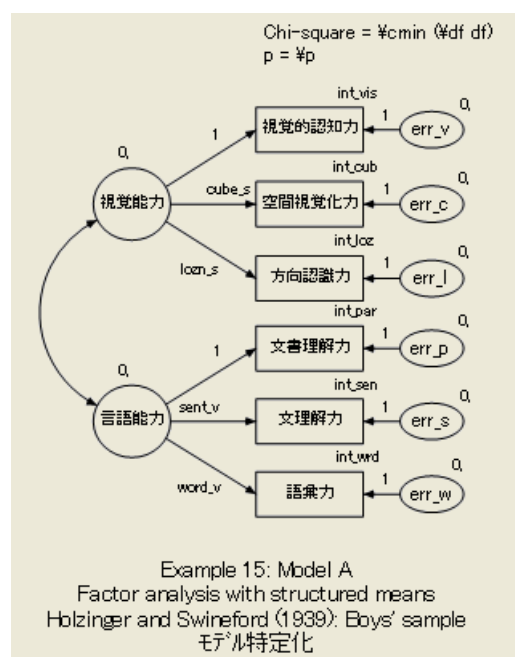 Chi-square = ¥cmin (¥df df)
p = ¥p
int_vis
0,
1
視覚的認知力
1
err_v
0,
視覚能力
int_cub
0,
cube_s
空間視覚化力
1
err_c
int_loz
0,
lozn_s
方向認識力
1
err_l
int_par
0,
1
文書理解力
1
err_p
0,
言語能力
int_sen
0,
sent_v
文理解力
1
err_s
int_wrd
0,
word_v
語彙力
1
err_w
Example 15: Model A
Factor analysis with structured means
Holzinger and Swineford (1939): Boys' sample
モデル特定化